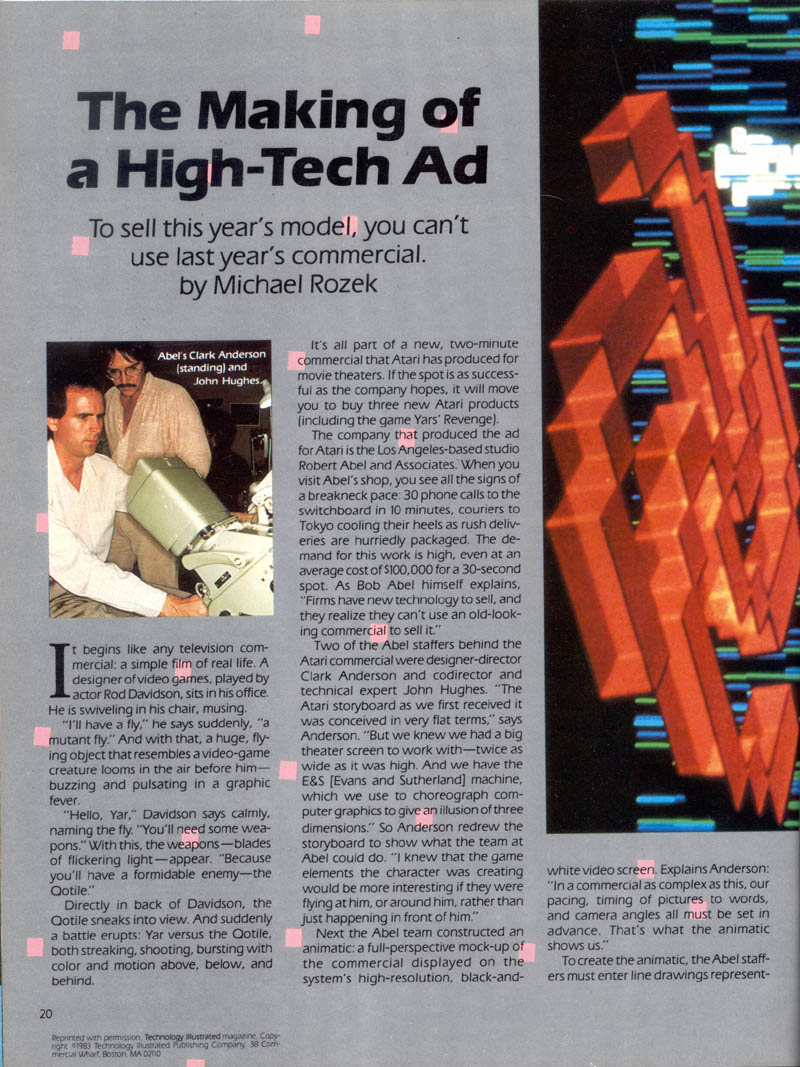 The Making of
a High-Tech Ad
To sell this year's model, you can't
use last year's commercial.
by Michael Rozek
Abel's Clark Anderson
(standing) and
John Hughes.
It begins like any television com-
mercial: a simple film of real life. A
designer of video games, played by
actor Rod Davidson, sits in his office.
He is swiveling in his chair, musing.
"I'll have a fly," he says suddenly, "a
mutant fly." And with that, a huge, fly-
ing object that resembles a video-game
creature looms in the air before him—
buzzing and pulsating in a graphic
fever.
"Hello, Yar," Davidson says calmly,
naming the fly. "You'll need some wea-
pons." With this, the weapons—blades
of flickering light—appear. "Because
you'll have a formidable enemy—the
Qotile."
Directly in back of Davidson, the
Qotile sneaks into view. And suddenly
a battle erupts: Yar versus the Qotile,
both streaking, shooting, bursting with
color and motion above, below, and
behind.
It's all part of a new, two-minute
commercial that Atari has produced for
movie theaters. If the spot is as success-
ful as the company hopes, it will move
you to buy three new Atari products
(including the game Yars' Revenge).
The company that produced the ad
for Atari is the Los Angeles-based studio
Robert Abel and Associates. When you
visit Abel's shop, you see all the signs of
a breakneck pace: 30 phone calls to the
switchboard in 10 minutes, couriers to
Tokyo cooling their heels as rush deliv-
eries are hurriedly packaged. The de-
mand for this work is high, even at an
average cost of $100,000 for a 30-second
spot. As Bob Abel himself explains,
"Firms have new technology to sell, and
they realize they can't use an old-look-
ing commercial to sell it."
Two of the Abel staffers behind the
Atari commercial were designer-director
Clark Anderson and codirector and
technical expert John Hughes. "The
Atari storyboard as we first received it
was conceived in very flat terms," says
Anderson. "But we knew we had a big
theater screen to work with—twice as
wide as it was high. And we have the
E&S [Evans and Sutherland] machine,
which we use to choreograph com-
puter graphics to give an illusion of three
dimensions." So Anderson redrew the
storyboard to show what the team at
Abel could do. "I knew that the game
elements the character was creating
would be more interesting if they were
flying at him, or around him, rather than
just happening in front of him."
Next the Abel team constructed an
animatic: a full-perspective mock-up of
the commercial displayed on the
system's high-resolution, black-and-
white video screen. Explains Anderson:
"In a commercial as complex as this, our
pacing, timing of pictures to words,
and camera angles all must be set in
advance. That's what the animatic
shows us."
To create the animatic, the Abel staff-
ers must enter line drawings represent-
20
Reprinted with permission, Technology Illustrated magazine, Copy-
right ©1983 Technology Illustrated Publishing Company, 38 Com-
mercial Wharf, Boston, MA 02110